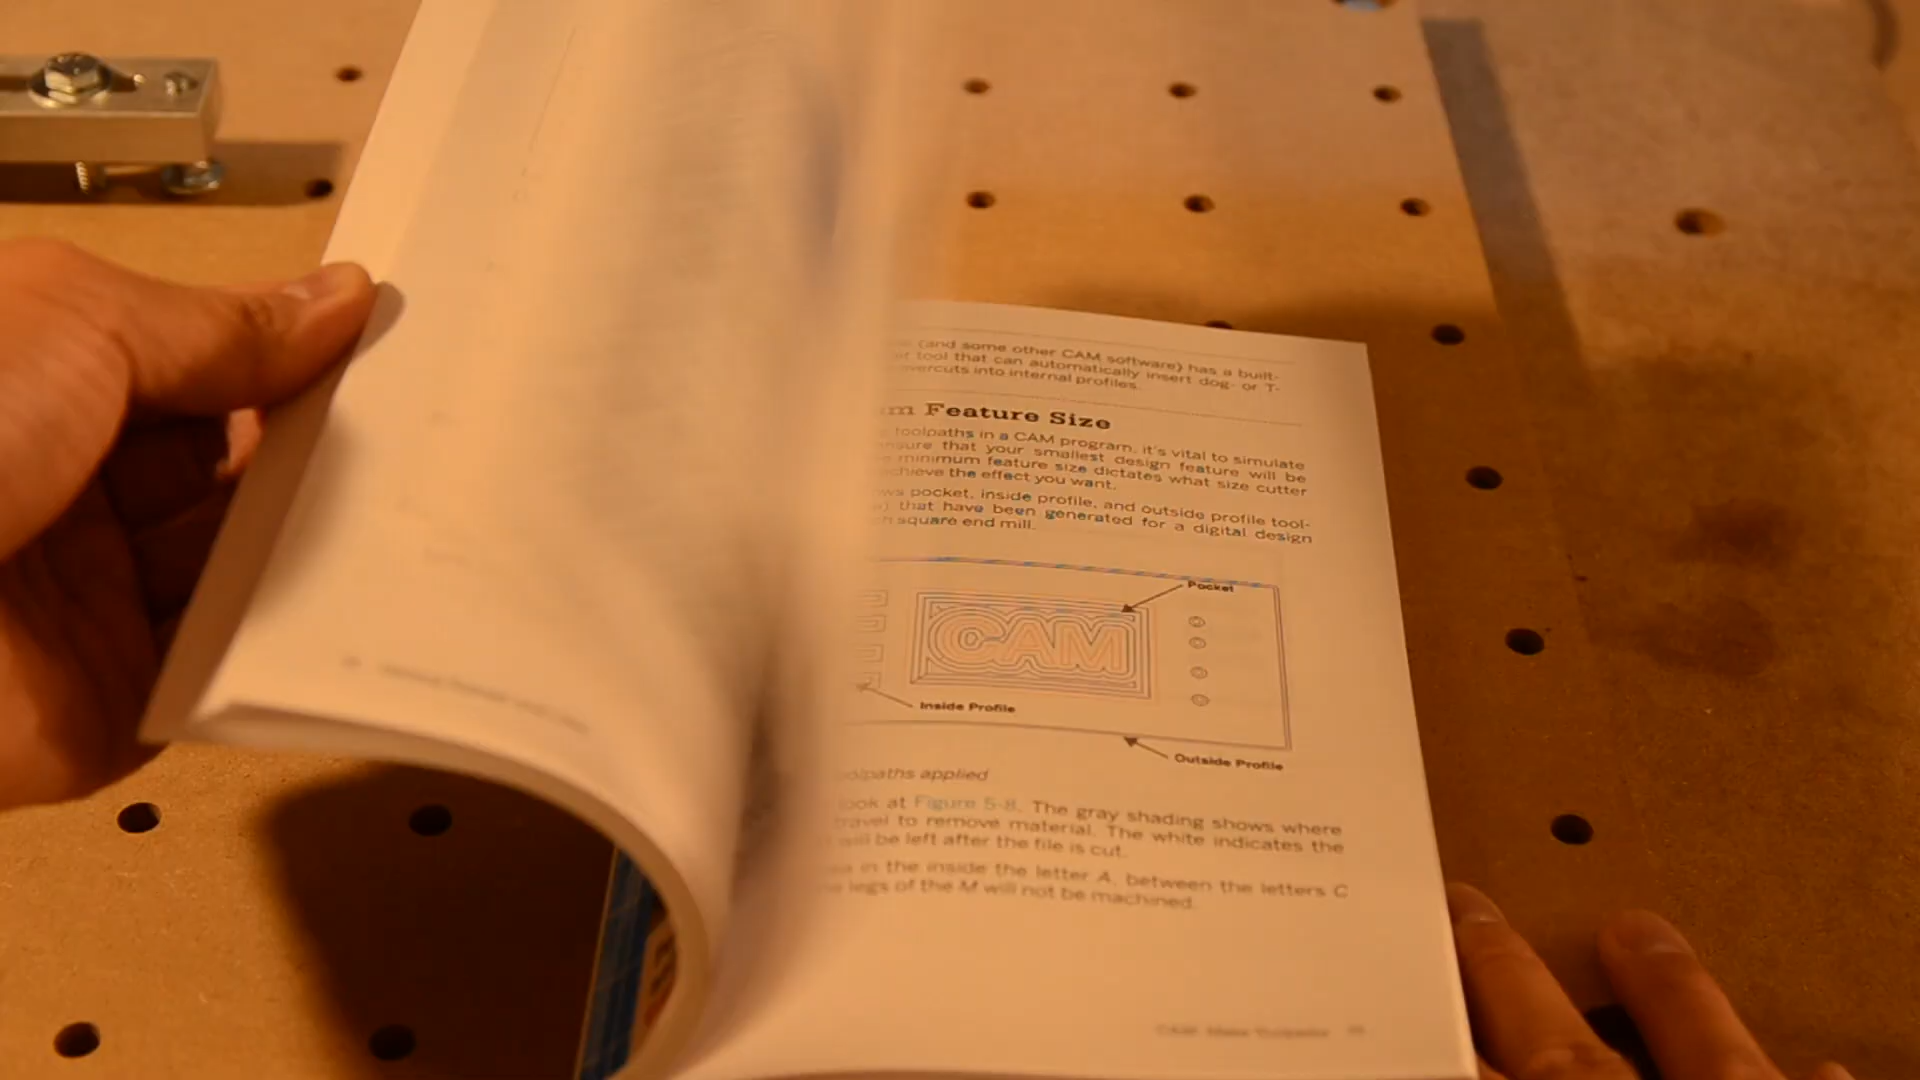 (and some other CAM software) has a built-
tool that can automatically insert dog- or T-
overcuts into internal profiles.
Feature Size
toolpaths in a CAM program, it's vital to simulate
ensure that your smallest design feature will be
minimum feature size dictates what size cutter
achieve the effect you want.
pocket, inside profile, and outside profile tool-
that have been generated for a digital design
square end mill.
Pocket
CAM
Inside Profile
Outside Profile
toolpaths applied
look at Figure 5-8. The gray shading shows where
travel to remove material. The white indicates the
will be left after the file is cut.
in the inside the letter A, between the letters C
legs of the M will not be machined.